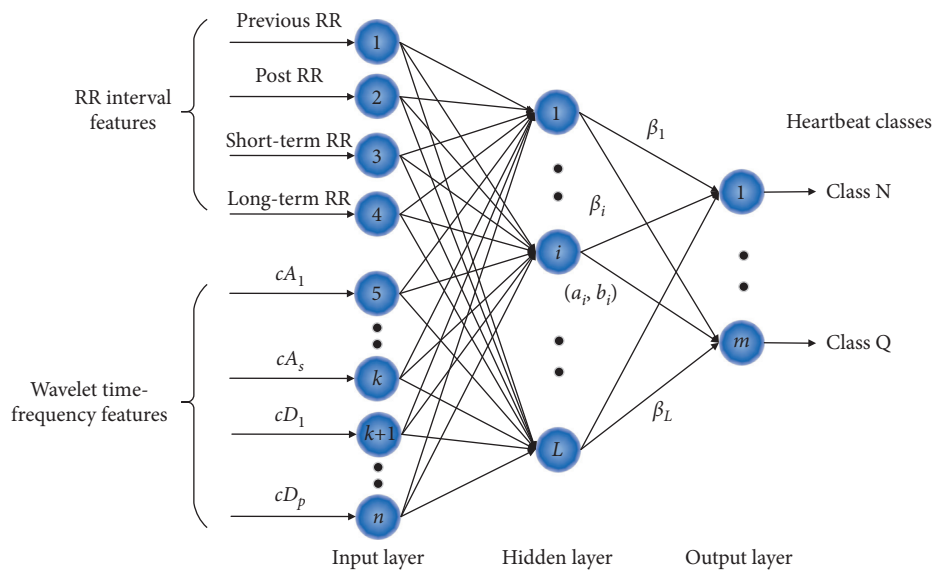 Previous RR
Post RR
Short-term RR
Long-term RR
RR interval
features
cA₁
cAₛ
cD₁
cDₚ
Wavelet time-
frequency features
1
2
3
4
5
k
k+1
n
Input layer
1
i
(aᵢ, bᵢ)
L
Hidden layer
β₁
βᵢ
β_L
1
m
Output layer
Heartbeat classes
Class N
Class Q